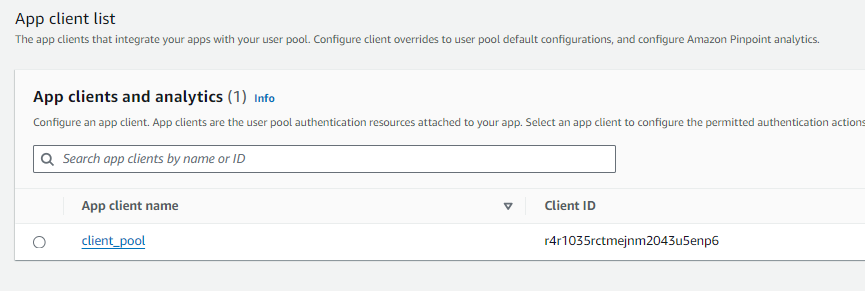 App client list
The app clients that integrate your apps with your user pool. Configure client overrides to user pool default configurations, and configure Amazon Pinpoint analytics.
App clients and analytics (1) Info
Configure an app client. App clients are the user pool authentication resources attached to your app. Select an app client to configure the permitted authentication actions
Search app clients by name or ID
App client name Client ID
client_pool r4r1035rctmejnm2043u5enp6